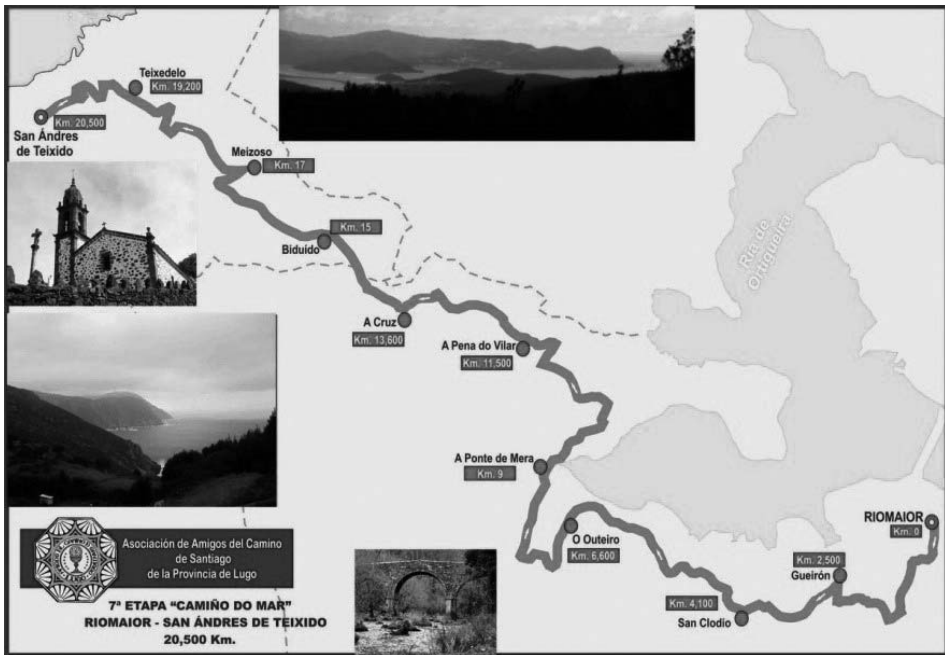 Teixedelo
Km. 19,200
Km. 20,500
San Ándres
de Teixido
Meizoso
Km. 17
Km. 15
Biduido
A Cruz
Km. 13,600
A Pena do Vilar
Km. 11,500
Ría de
Ortigueira
A Ponte de Mera
Km. 9
O Outeiro
Km. 6,600
RIOMAIOR
Km. 0
Km. 2,500
Gueirón
Km. 4,100
San Clodio
Asociación de Amigos del Camino
de Santiago
de la Provincia de Lugo
7ª ETAPA “CAMIÑO DO MAR”
RIOMAIOR - SAN ÁNDRES DE TEIXIDO
20,500 Km.